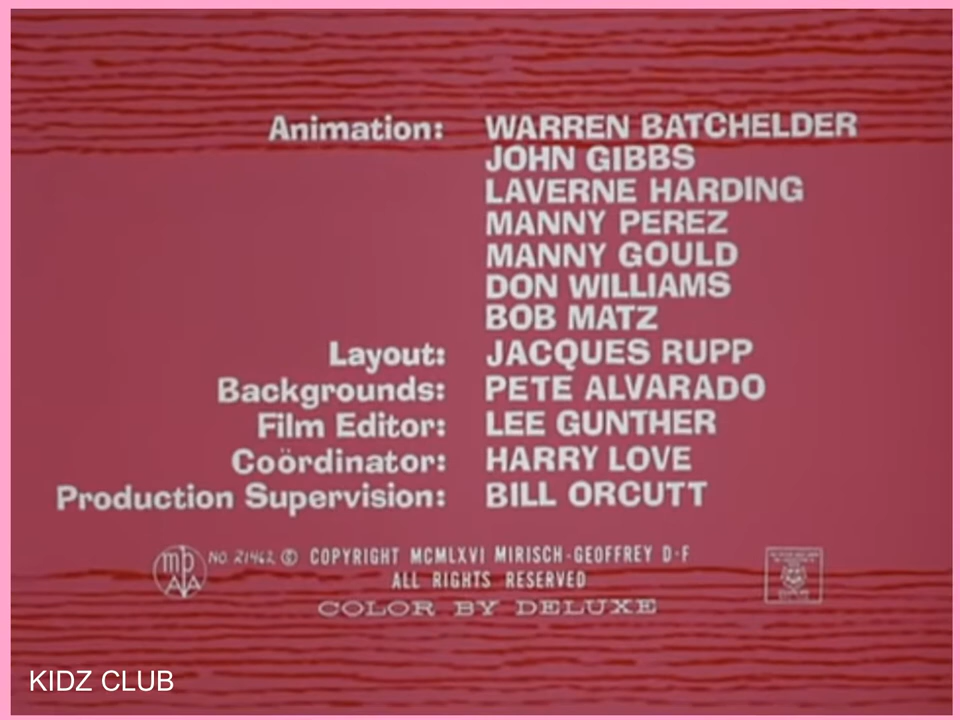 Animation: WARREN BATCHELDER
JOHN GIBBS
LAVERNE HARDING
MANNY PEREZ
MANNY GOULD
DON WILLIAMS
BOB MATZ
Layout: JACQUES RUPP
Backgrounds: PETE ALVARADO
Film Editor: LEE GUNTHER
Coördinator: HARRY LOVE
Production Supervision: BILL ORCUTT
mp
AA
NO. 21462 © COPYRIGHT MCMLXVI MIRISCH-GEOFFREY D·F
ALL RIGHTS RESERVED
COLOR BY DELUXE
KIDZ CLUB